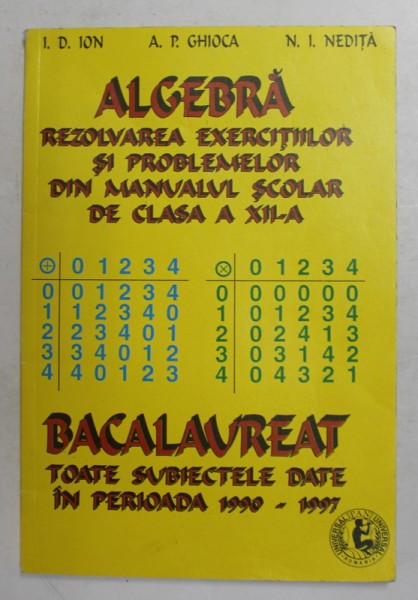 I. D. ION A. P. GHIOCA N. I. NEDIȚĂ
ALGEBRĂ
REZOLVAREA EXERCIȚIILOR
ȘI PROBLEMELOR
DIN MANUALUL ȘCOLAR
DE CLASA A XII-A
⊕ 0 1 2 3 4
0 0 1 2 3 4
1 1 2 3 4 0
2 2 3 4 0 1
3 3 4 0 1 2
4 4 0 1 2 3
⊗ 0 1 2 3 4
0 0 0 0 0 0
1 0 1 2 3 4
2 0 2 4 1 3
3 0 3 1 4 2
4 0 4 3 2 1
BACALAUREAT
TOATE SUBIECTELE DATE
ÎN PERIOADA 1990 - 1997
UNIVERSAL PAN UNIVERSAL
ROMANIA